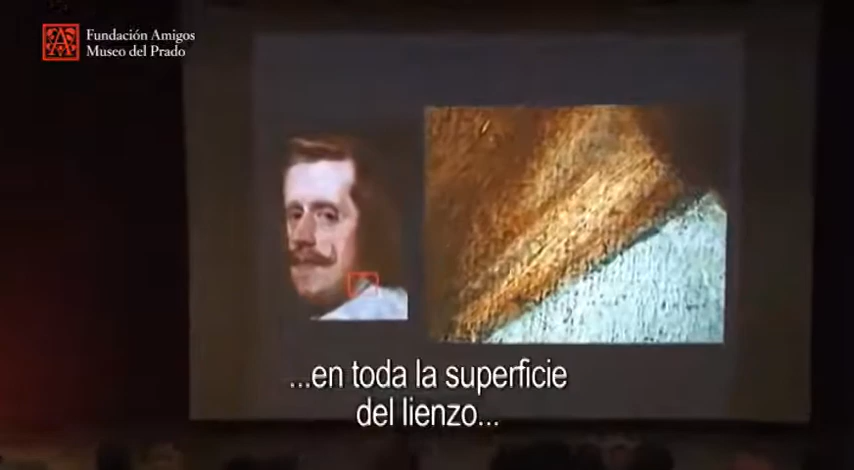 Fundación Amigos
Museo del Prado
...en toda la superficie
del lienzo...